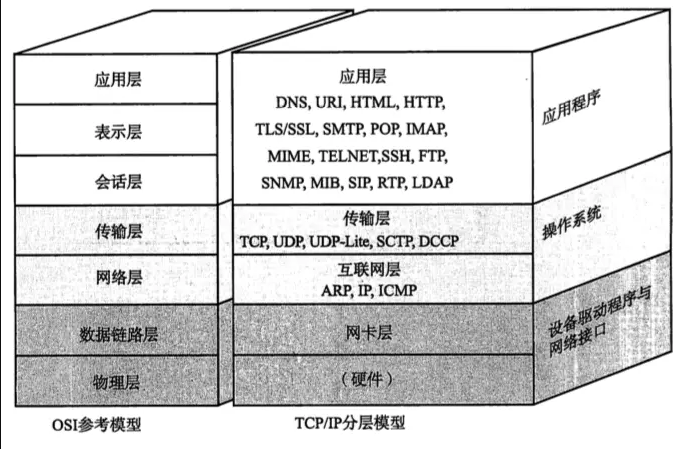 应用层
表示层
会话层
传输层
网络层
数据链路层
物理层
OSI参考模型
应用层
DNS, URI, HTML, HTTP,
TLS/SSL, SMTP, POP, IMAP,
MIME, TELNET,SSH, FTP,
SNMP, MIB, SIP, RTP, LDAP
传输层
TCP, UDP, UDP-Lite, SCTP, DCCP
互联网层
ARP, IP, ICMP
网卡层
（硬件）
TCP/IP分层模型
应用程序
操作系统
设备驱动程序与
网络接口